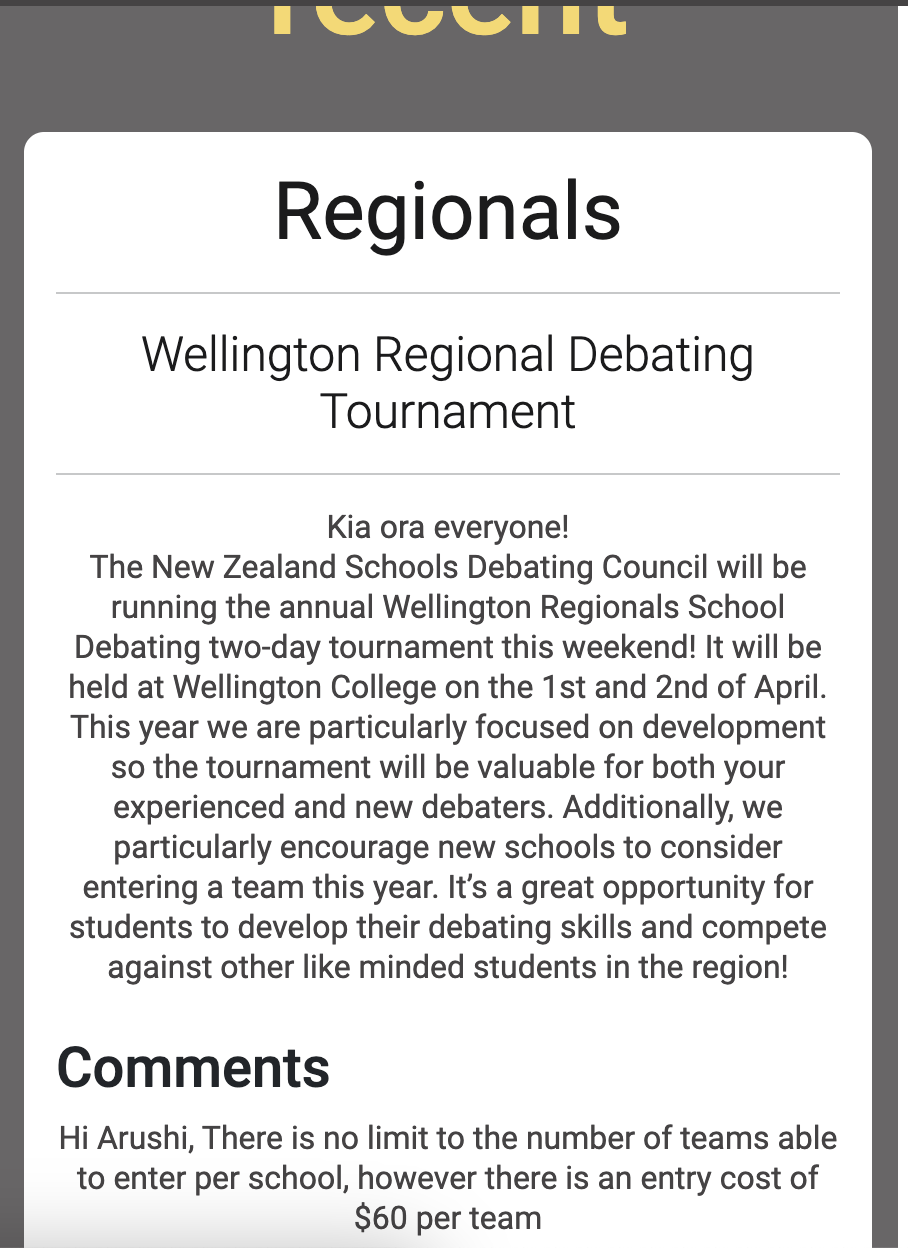 recent
Regionals
Wellington Regional Debating
Tournament
Kia ora everyone!
The New Zealand Schools Debating Council will be
running the annual Wellington Regionals School
Debating two-day tournament this weekend! It will be
held at Wellington College on the 1st and 2nd of April.
This year we are particularly focused on development
so the tournament will be valuable for both your
experienced and new debaters. Additionally, we
particularly encourage new schools to consider
entering a team this year. It’s a great opportunity for
students to develop their debating skills and compete
against other like minded students in the region!
Comments
Hi Arushi, There is no limit to the number of teams able
to enter per school, however there is an entry cost of
$60 per team